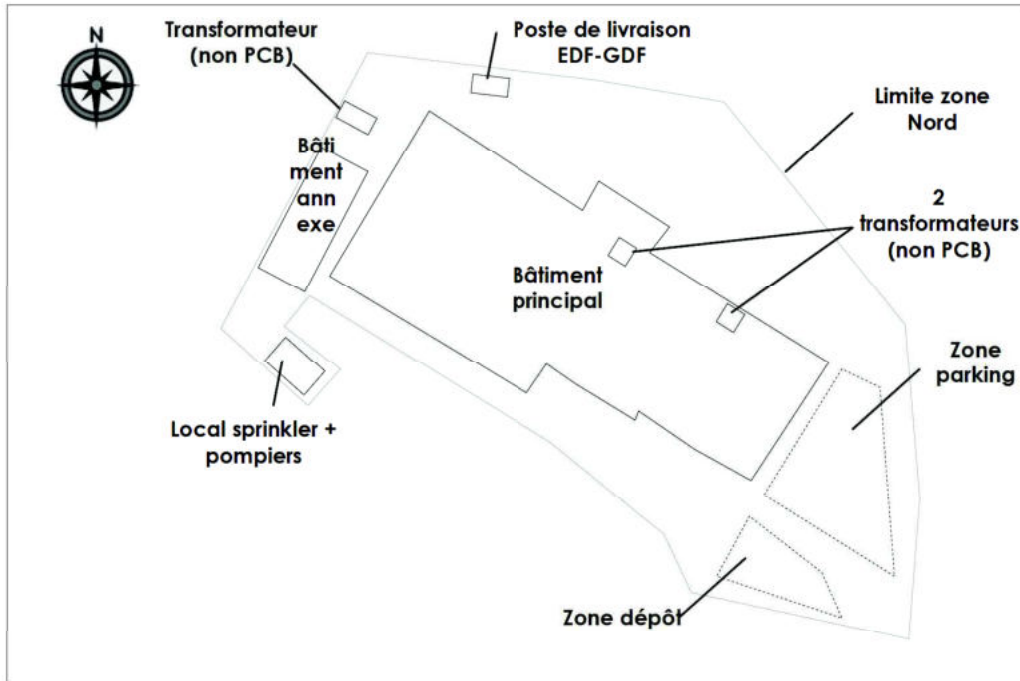 N
Transformateur
(non PCB)
Poste de livraison
EDF-GDF
Limite zone
Nord
Bâti
ment
ann
exe
2
transformateurs
(non PCB)
Bâtiment
principal
Zone
parking
Local sprinkler +
pompiers
Zone dépôt